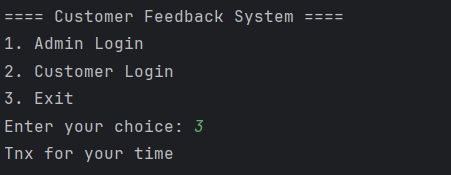 ==== Customer Feedback System ====
1. Admin Login
2. Customer Login
3. Exit
Enter your choice: 3
Tnx for your time